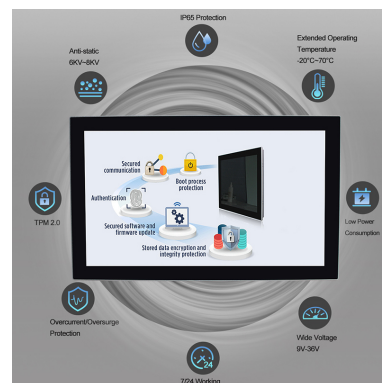 IP65 Protection
Anti-static
6KV~8KV
Extended Operating
Temperature
-20°C~70°C
Secured
communication
Boot process
protection
Authentication
Secured software and
firmware update
Stored data encryption and
integrity protection
TPM 2.0
Low Power
Consumption
Overcurrent/Oversurge
Protection
Wide Voltage
9V-36V
24
7/24 Working